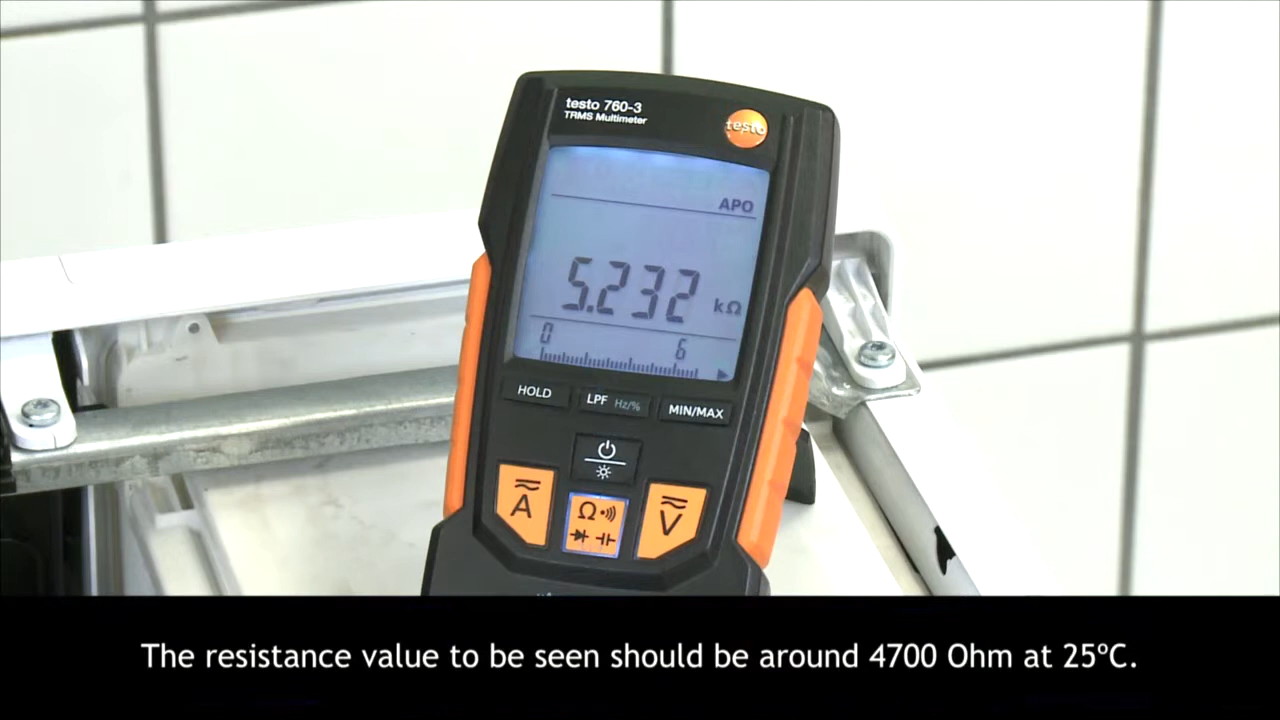 testo 760-3
TRMS Multimeter
testo
APO
5.232 kΩ
0 6
HOLD
LPF Hz/%
MIN/MAX
A
Ω
V
The resistance value to be seen should be around 4700 Ohm at 25ºC.